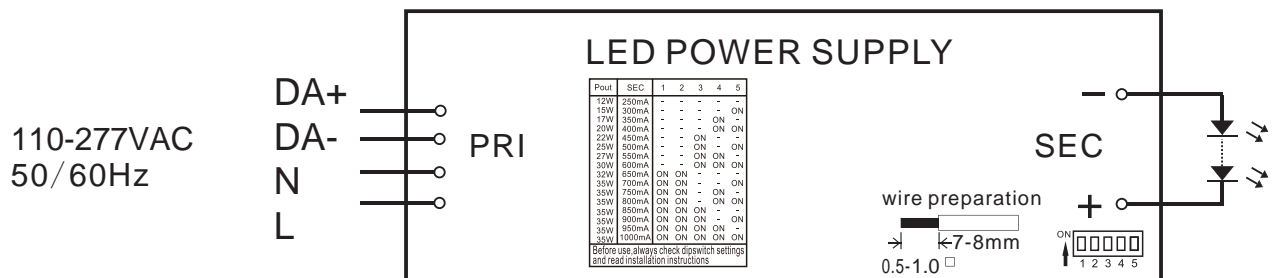 LED POWER SUPPLY
110-277VAC
50/60Hz
DA+
DA-
N
L
PRI
Pout SEC 1 2 3 4 5
12W 250mA - - - - -
15W 300mA - - - - ON
17W 350mA - - - ON -
20W 400mA - - - ON ON
22W 450mA - - ON - -
25W 500mA - - ON - ON
27W 550mA - - ON ON -
30W 600mA - - ON ON ON
32W 650mA ON ON - - -
35W 700mA ON ON - - ON
35W 750mA ON ON - ON -
35W 800mA ON ON - ON ON
35W 850mA ON ON ON - -
35W 900mA ON ON ON - ON
35W 950mA ON ON ON ON -
35W 1000mA ON ON ON ON ON
Before use,always check dipswitch settings
and read installation instructions
-
SEC
+
wire preparation
7-8mm
0.5-1.0 □
ON
1 2 3 4 5